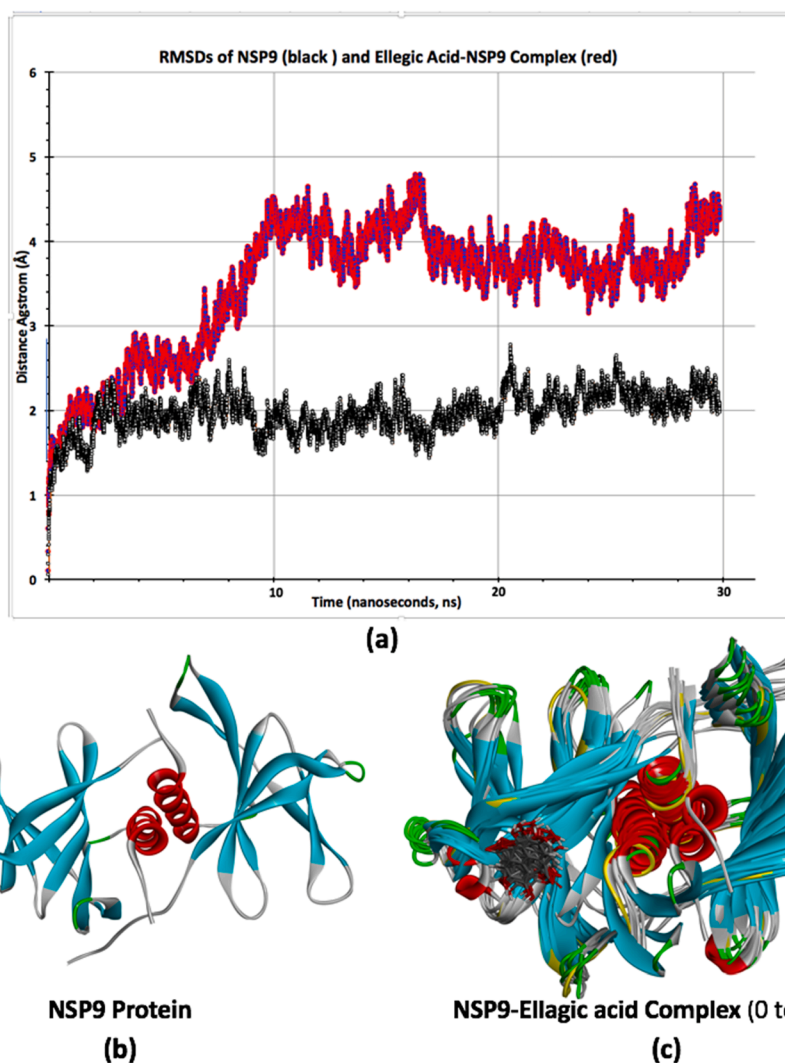 RMSDs of NSP9 (black ) and Ellegic Acid-NSP9 Complex (red)
6
5
4
3
2
1
0
Distance Agstrom (Å)
10
20
30
Time (nanoseconds, ns)
(a)
NSP9 Protein
NSP9-Ellagic acid Complex (0 to
(b)
(c)